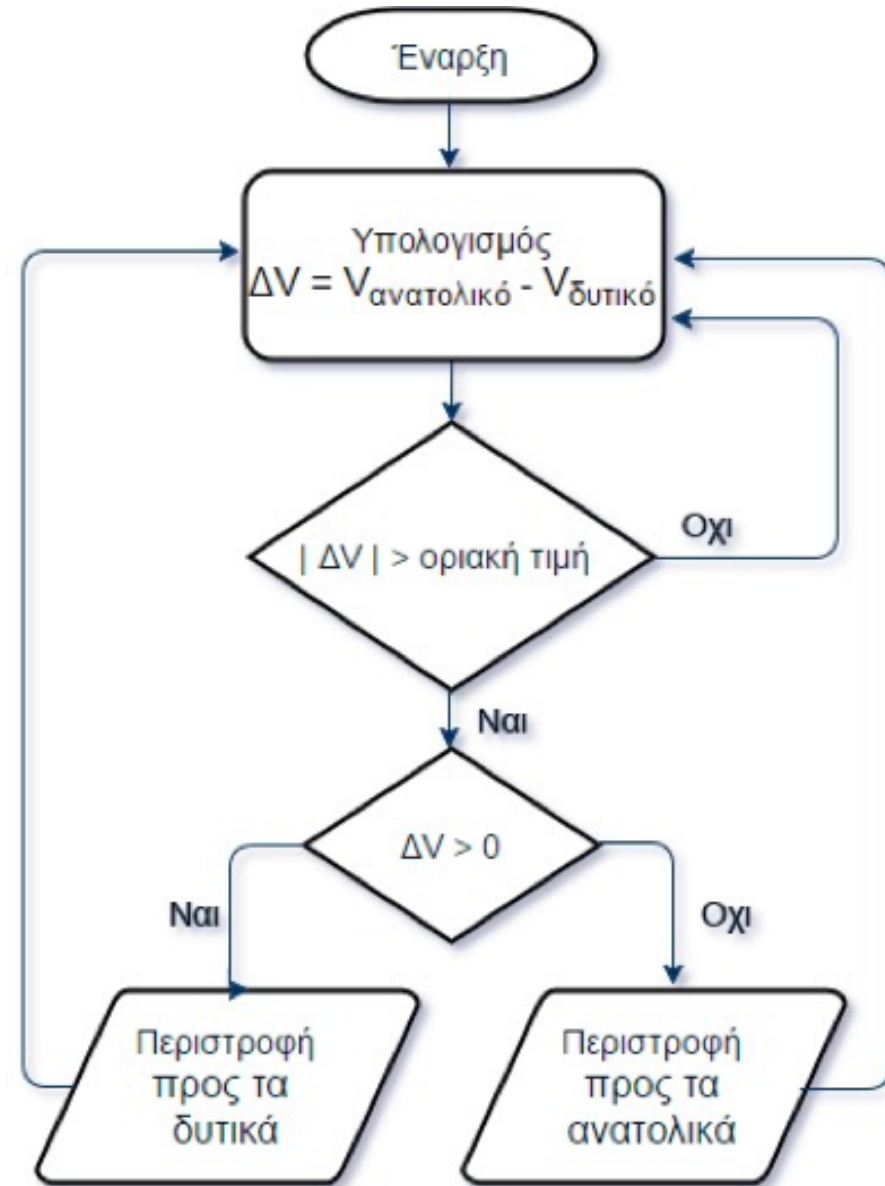 Έναρξη
Υπολογισμός
ΔV = Vανατολικό - Vδυτικό
| ΔV | > οριακή τιμή
Οχι
Ναι
ΔV > 0
Ναι
Οχι
Περιστροφή
προς τα
δυτικά
Περιστροφή
προς τα
ανατολικά